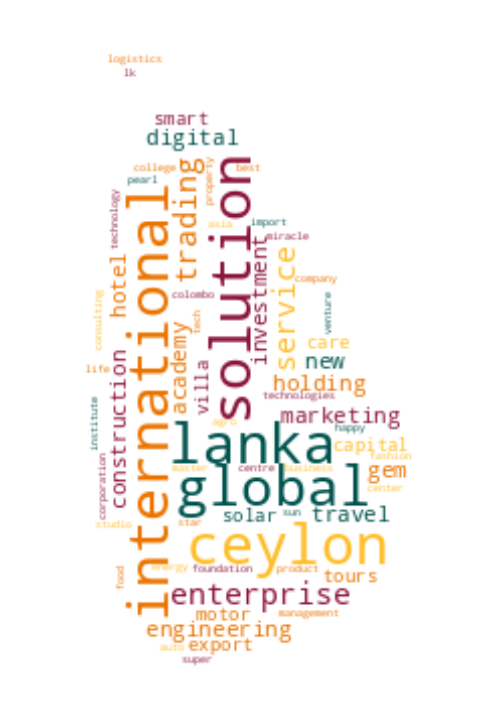 logistics
lk
smart
digital
college
best
pearl
property
trading
solution
international
technology
asia
import
miracle
investment
service
company
hotel
colombo
consulting
venture
tech
academy
care
new
life
villa
construction
holding
technologies
institute
marketing
agro
happy
lanka
capital
fashion
corporation
master
centre
business
gem
global
center
solar
sun
travel
studio
star
ceylon
energy
foundation
product
tours
food
enterprise
motor
management
engineering
auto
export
super